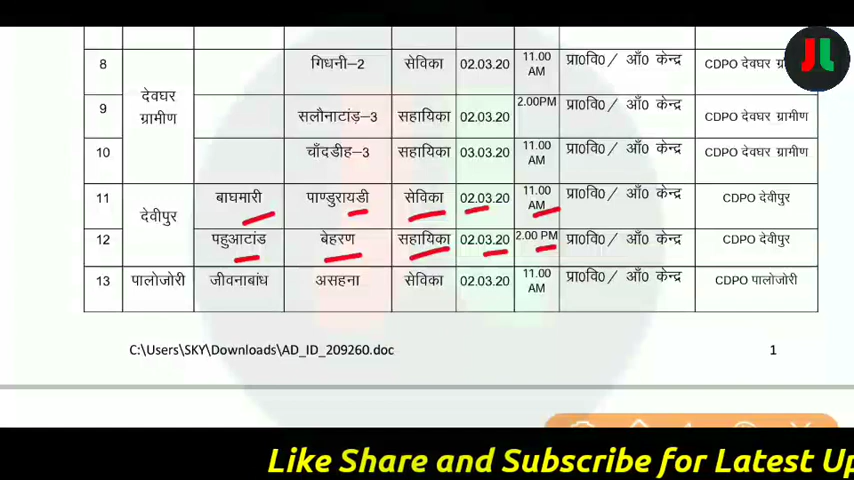 8 गिधनी–2 सेविका 02.03.20 11.00 AM प्रा0वि0 / आँ0 केन्द्र CDPO देवघर
देवघर ग्रामीण
9 सलौनाटांड़–3 सहायिका 02.03.20 2.00PM प्रा0वि0 / आँ0 केन्द्र CDPO देवघर ग्रामीण
10 चाँदडीह–3 सहायिका 03.03.20 11.00 AM प्रा0वि0 / आँ0 केन्द्र CDPO देवघर ग्रामीण
11 बाघमारी पाण्डुरायडी सेविका 02.03.20 11.00 AM प्रा0वि0 / आँ0 केन्द्र CDPO देवीपुर
देवीपुर
12 पहुआटांड बेहरण सहायिका 02.03.20 2.00 PM प्रा0वि0 / आँ0 केन्द्र CDPO देवीपुर
13 पालोजोरी जीवनाबांध असहना सेविका 02.03.20 11.00 AM प्रा0वि0 / आँ0 केन्द्र CDPO पालोजोरी
C:\Users\SKY\Downloads\AD_ID_209260.doc 1
Like Share and Subscribe for Latest Up